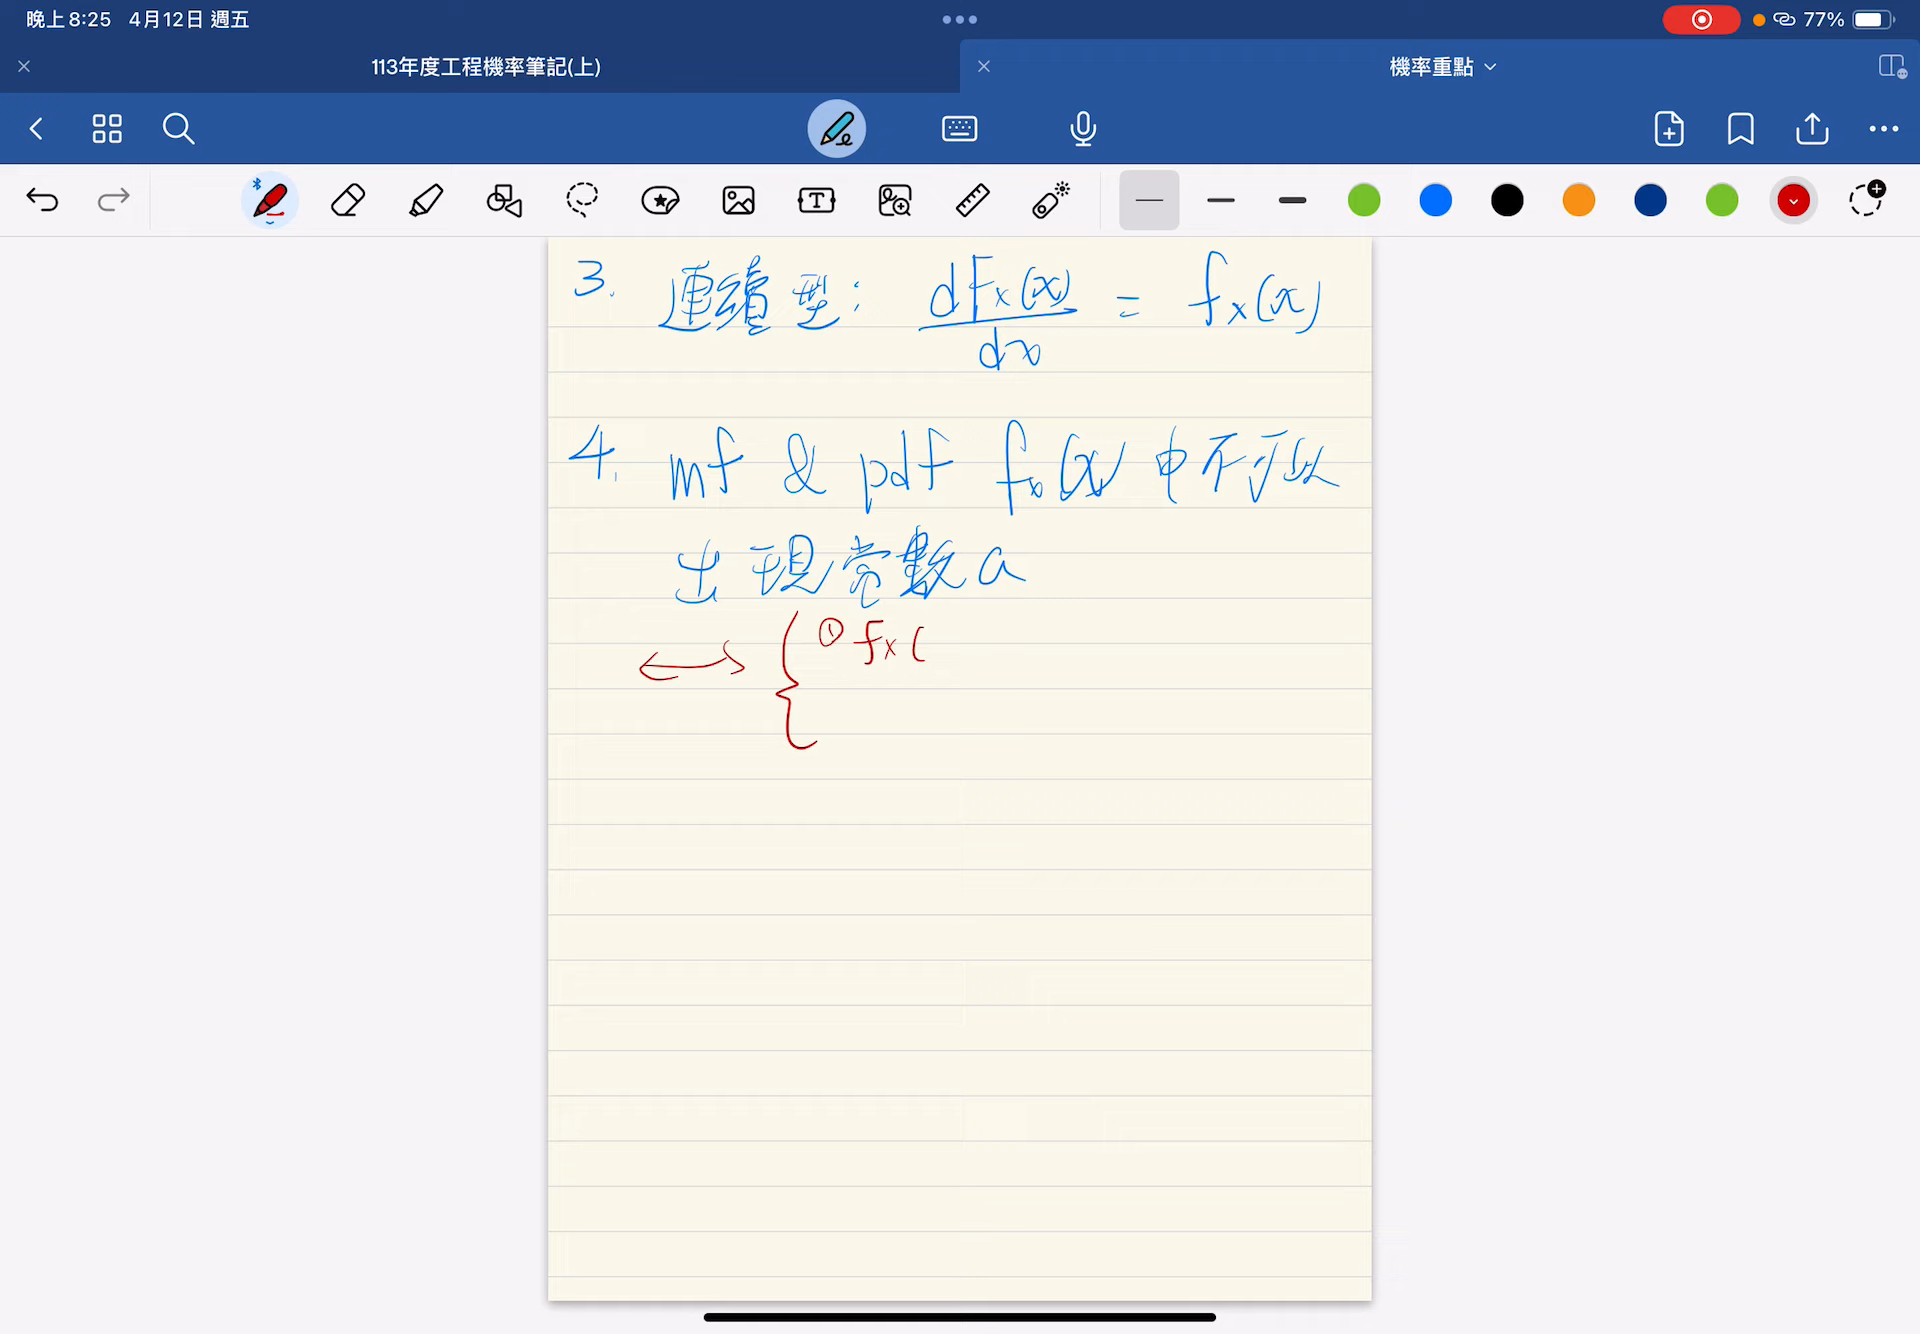 晚上8:25 4月12日 週五
77%
113年度工程機率筆記(上)
機率重點
3. 連續型: dFx(x)/dx = fx(x)
4. mf & pdf fx(x) 中不可以
出現常數a
↔ { ① fx(